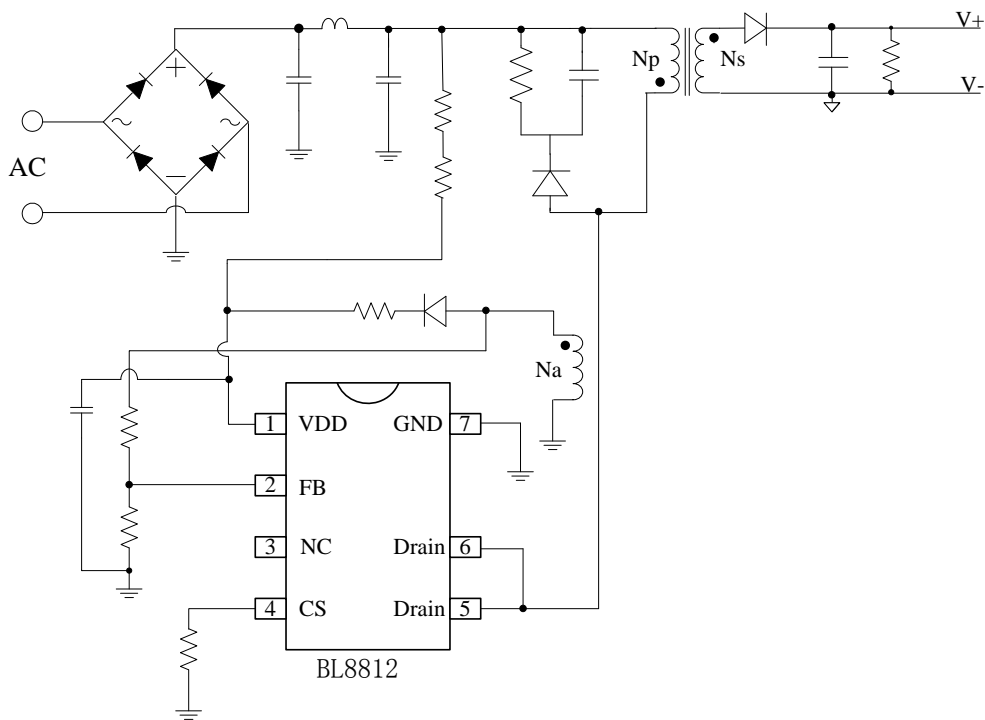 V+
Np
Ns
V-
AC
Na
1 VDD GND 7
2 FB
3 NC Drain 6
4 CS Drain 5
BL8812